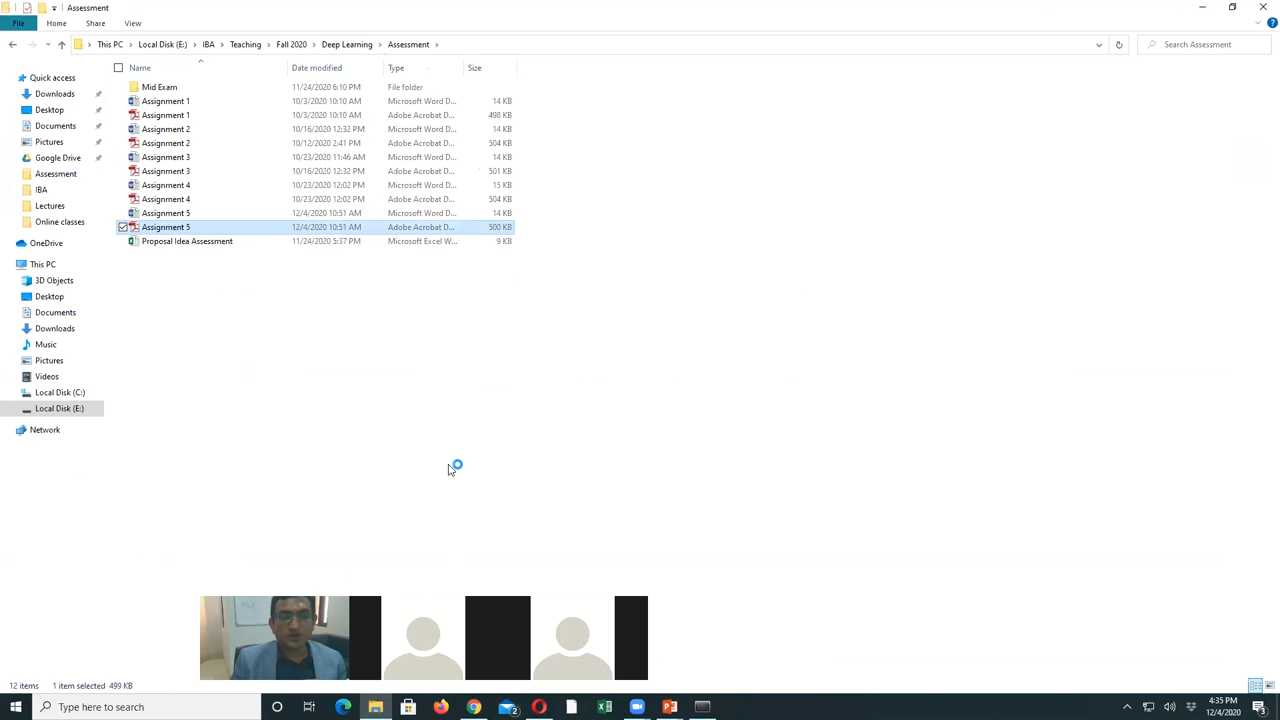 Assessment
File Home Share View
This PC Local Disk (E:) IBA Teaching Fall 2020 Deep Learning Assessment Search Assessment
Name Date modified Type Size
Quick access
Downloads
Desktop
Documents
Pictures
Google Drive
Assessment
IBA
Lectures
Online classes
OneDrive
This PC
3D Objects
Desktop
Documents
Downloads
Music
Pictures
Videos
Local Disk (C:)
Local Disk (E:)
Network
Mid Exam 11/24/2020 6:10 PM File folder
Assignment 1 10/3/2020 10:10 AM Microsoft Word D... 14 KB
Assignment 1 10/3/2020 10:10 AM Adobe Acrobat D... 498 KB
Assignment 2 10/16/2020 12:32 PM Microsoft Word D... 14 KB
Assignment 2 10/12/2020 2:41 PM Adobe Acrobat D... 504 KB
Assignment 3 10/23/2020 11:46 AM Microsoft Word D... 14 KB
Assignment 3 10/16/2020 12:32 PM Adobe Acrobat D... 501 KB
Assignment 4 10/23/2020 12:02 PM Microsoft Word D... 15 KB
Assignment 4 10/23/2020 12:02 PM Adobe Acrobat D... 504 KB
Assignment 5 12/4/2020 10:51 AM Microsoft Word D... 14 KB
Assignment 5 12/4/2020 10:51 AM Adobe Acrobat D... 500 KB
Proposal Idea Assessment 11/24/2020 5:37 PM Microsoft Excel W... 9 KB
12 items 1 item selected 499 KB
Type here to search
2
4:35 PM
12/4/2020
3